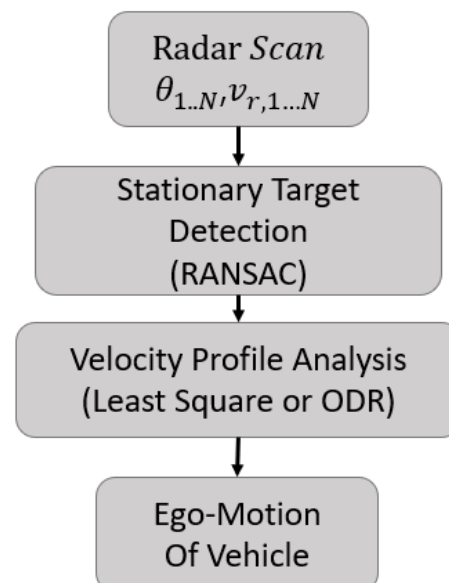 Radar Scan
θ1..N,vr,1...N
Stationary Target
Detection
(RANSAC)
Velocity Profile Analysis
(Least Square or ODR)
Ego-Motion
Of Vehicle